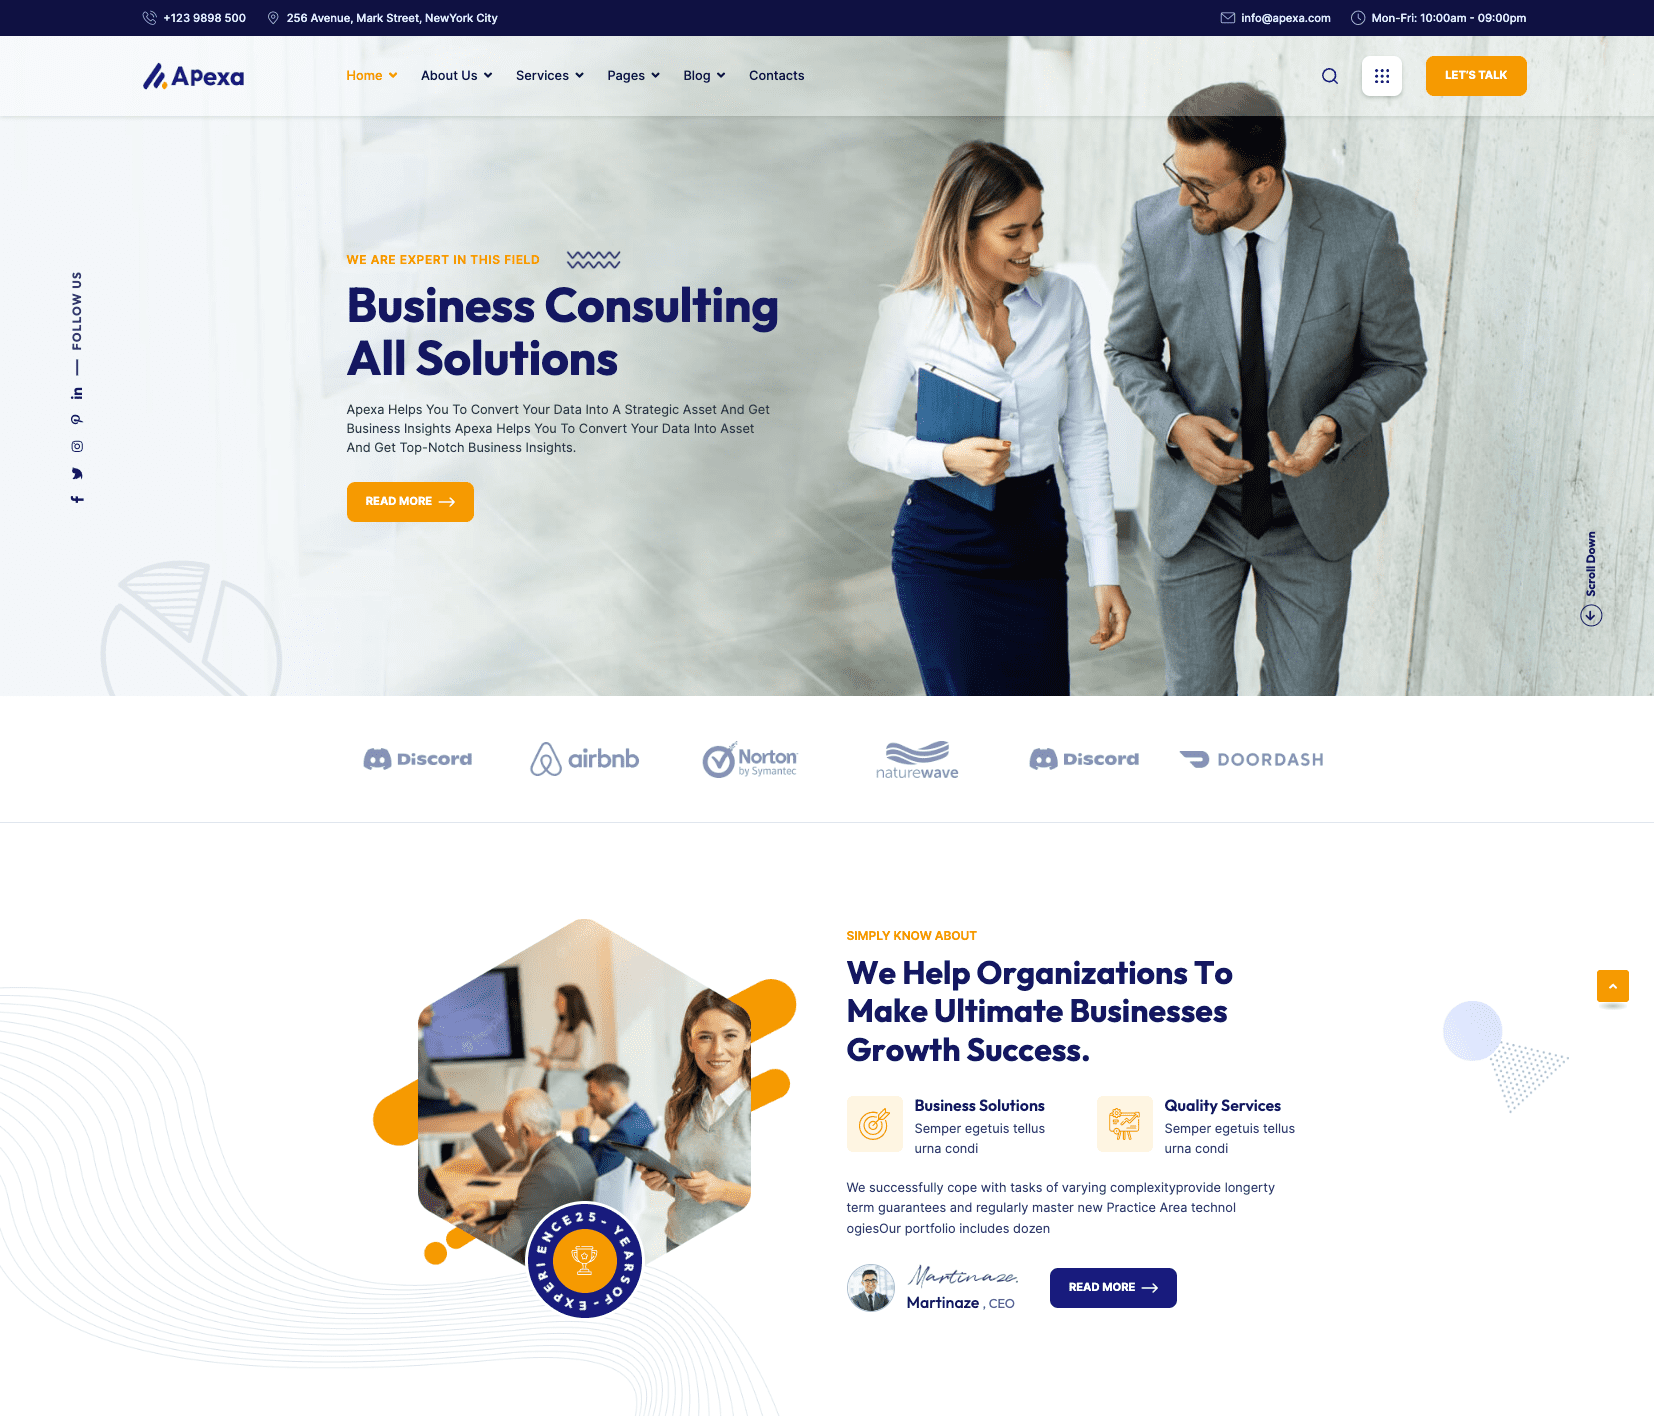 +123 9898 500
256 Avenue, Mark Street, NewYork City
info@apexa.com
Mon-Fri: 10:00am - 09:00pm
APexa
Home
About Us
Services
Pages
Blog
Contacts
LET'S TALK
FOLLOW US
WE ARE EXPERT IN THIS FIELD
Business Consulting
All Solutions
Apexa Helps You To Convert Your Data Into A Strategic Asset And Get
Business Insights Apexa Helps You To Convert Your Data Into Asset
And Get Top-Notch Business Insights.
READ MORE
Scroll Down
Discord
airbnb
Norton
by Symantec
naturewave
Discord
DOORDASH
SIMPLY KNOW ABOUT
We Help Organizations To
Make Ultimate Businesses
Growth Success.
Business Solutions
Semper egetuis tellus
urna condi
Quality Services
Semper egetuis tellus
urna condi
We successfully cope with tasks of varying complexityprovide longerty
term guarantees and regularly master new Practice Area technol
ogiesOur portfolio includes dozen
Martinaze.
Martinaze , CEO
READ MORE
25- YEARSOF - EXPERIENCE